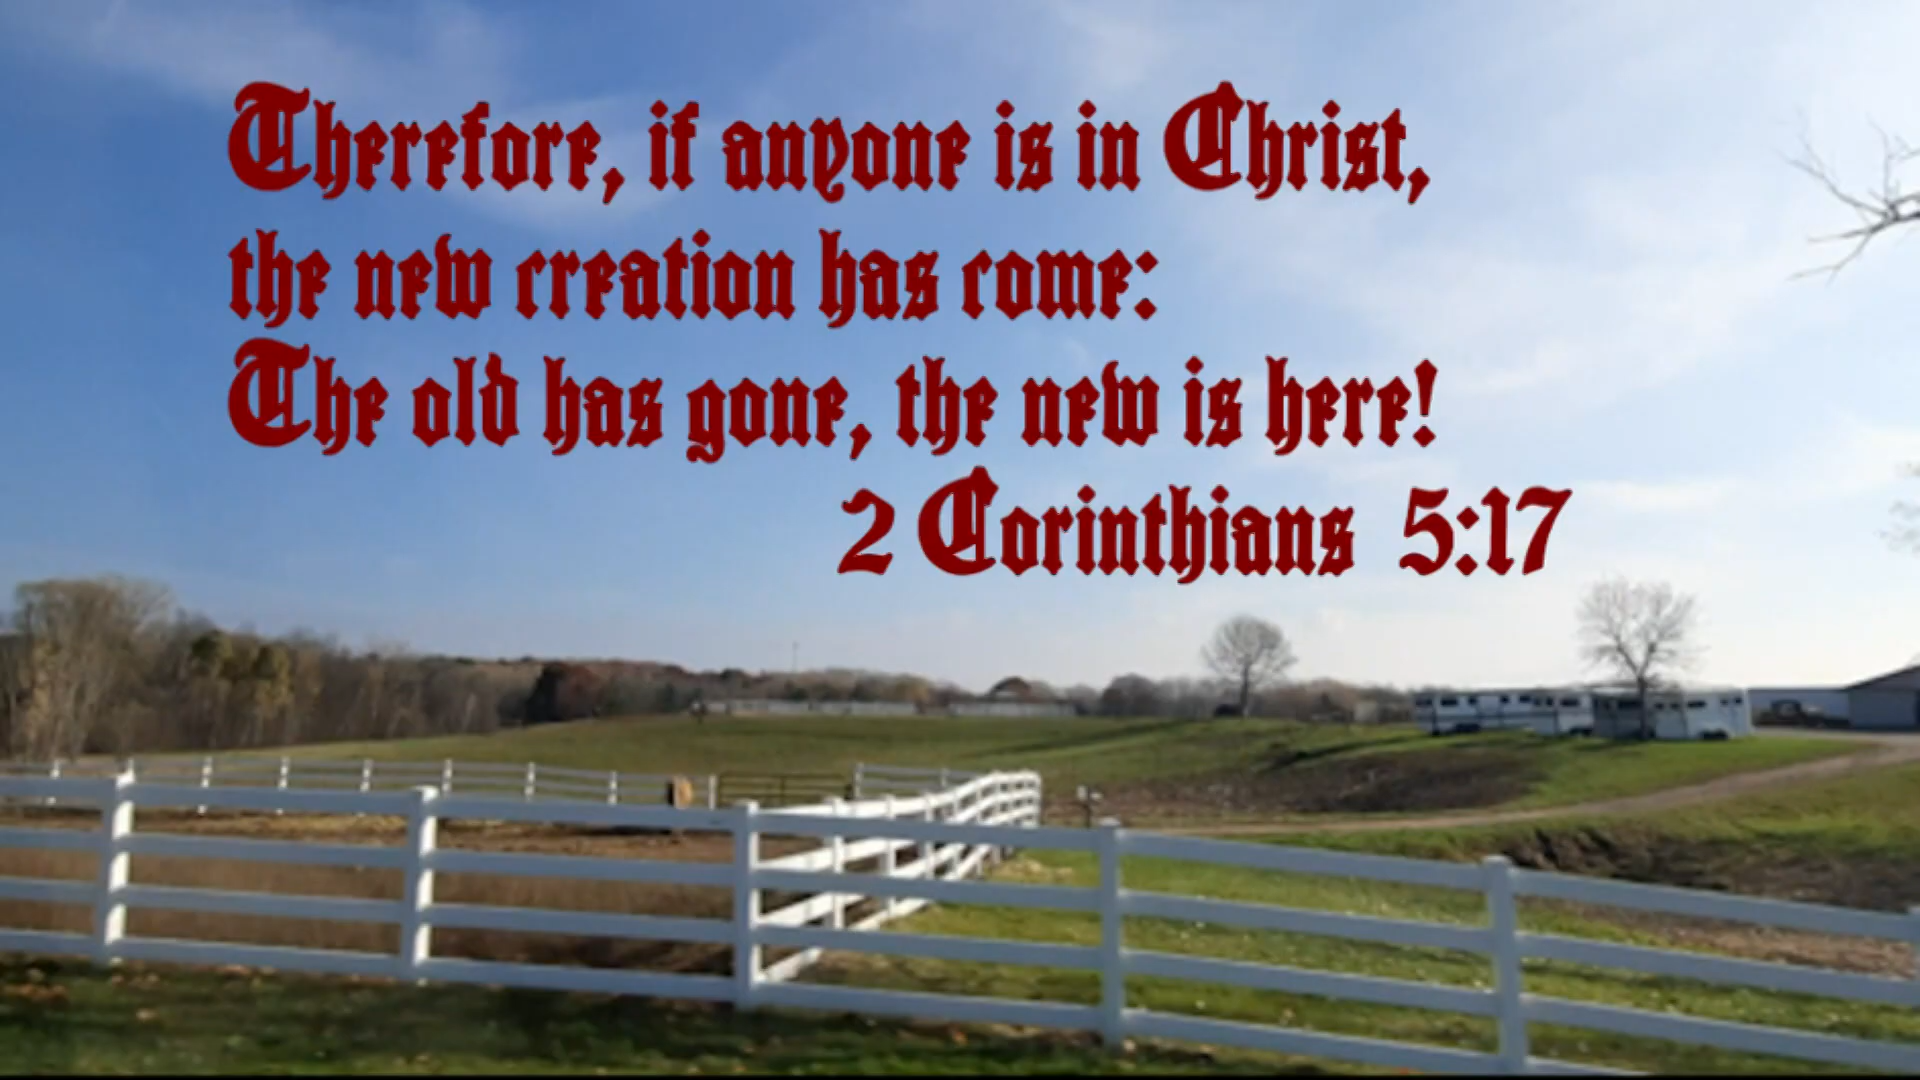 Therefore, if anyone is in Christ,
the new creation has come:
The old has gone, the new is here!
2 Corinthians 5:17